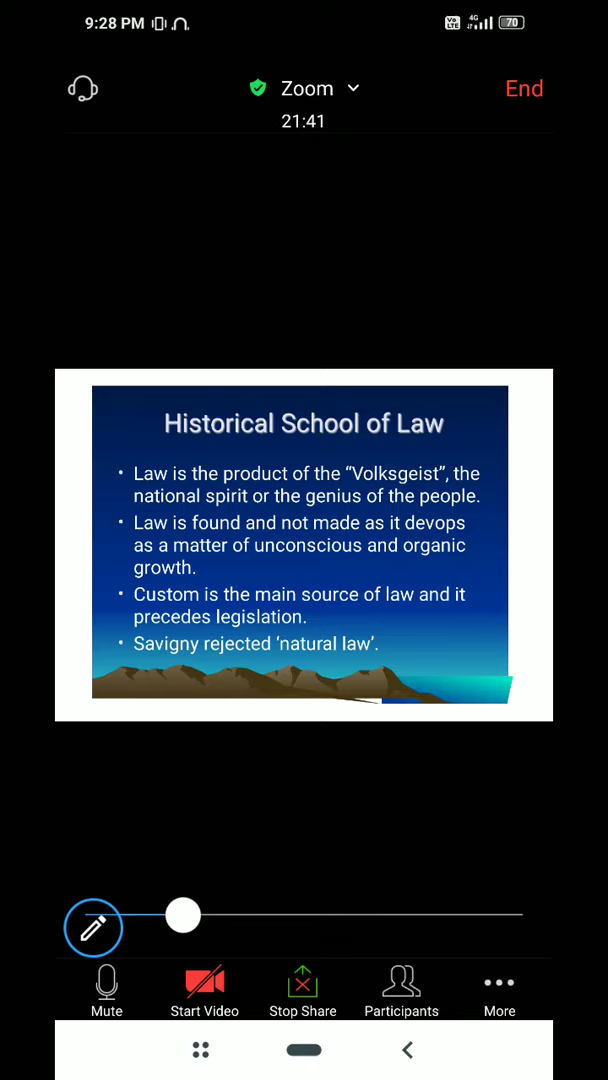 9:28 PM
Vo LTE 4G 70
Zoom
End
21:41
Historical School of Law
• Law is the product of the “Volksgeist”, the
national spirit or the genius of the people.
• Law is found and not made as it devops
as a matter of unconscious and organic
growth.
• Custom is the main source of law and it
precedes legislation.
• Savigny rejected ‘natural law’.
Mute Start Video Stop Share Participants More